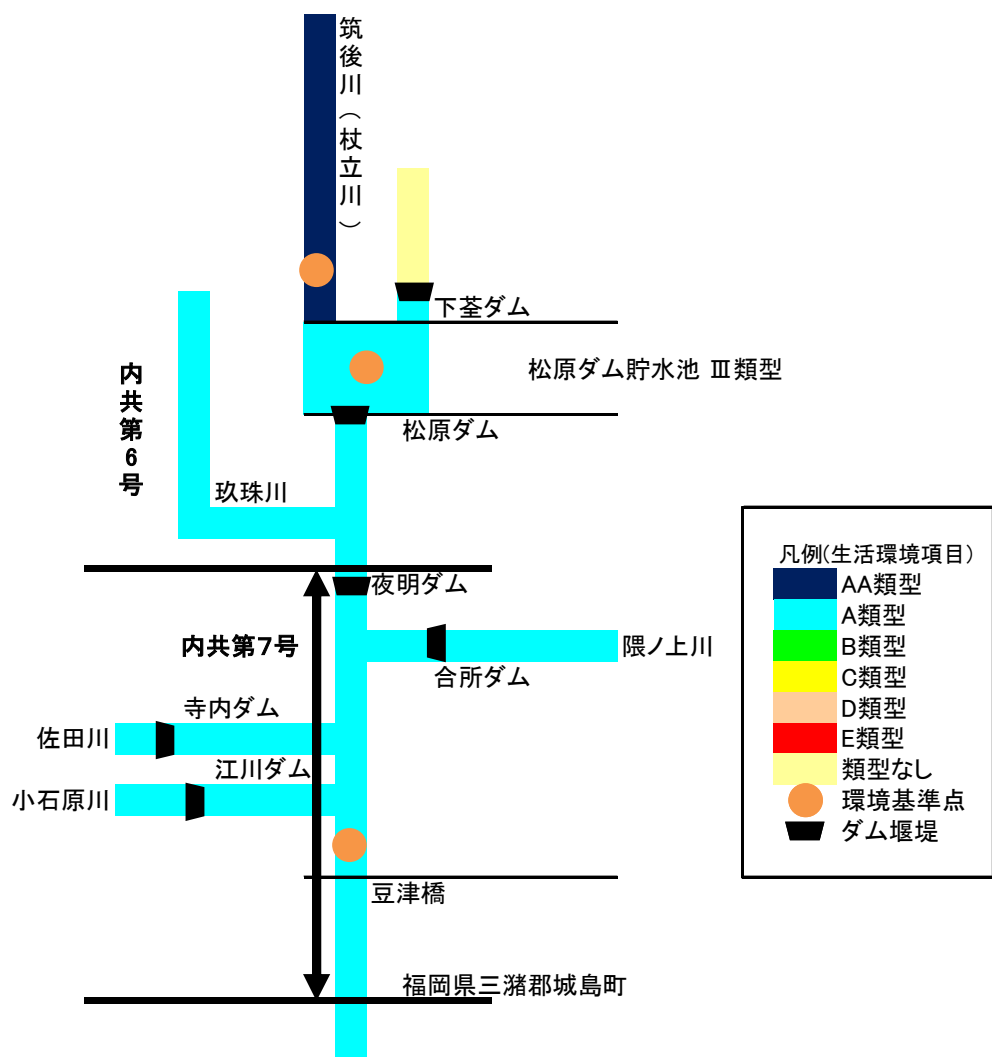 筑後川（杖立川）
下荃ダム
松原ダム貯水池 Ⅲ類型
松原ダム
内共第6号
玖珠川
夜明ダム
内共第7号
隈ノ上川
合所ダム
寺内ダム
佐田川
江川ダム
小石原川
豆津橋
福岡県三潴郡城島町
凡例(生活環境項目)
AA類型
A類型
B類型
C類型
D類型
E類型
類型なし
環境基準点
ダム堰堤